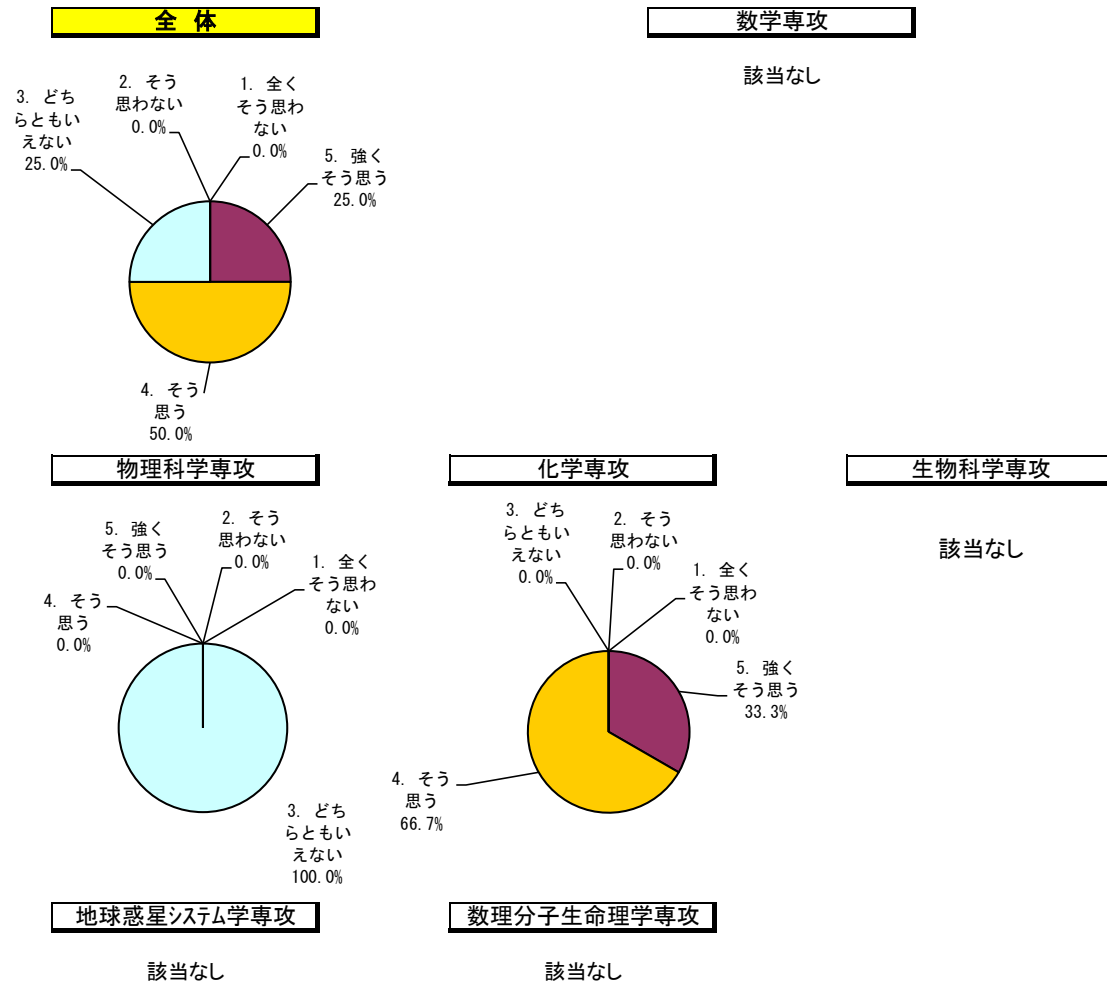 全 体
数学専攻
該当なし
3. どち
らともい
えない
25.0%
2. そう
思わない
0.0%
1. 全く
そう思わ
ない
0.0%
5. 強く
そう思う
25.0%
4. そう
思う
50.0%
物理科学専攻
化学専攻
生物科学専攻
5. 強く
そう思う
0.0%
2. そう
思わない
0.0%
1. 全く
そう思わ
ない
0.0%
4. そう
思う
0.0%
3. どち
らともい
えない
100.0%
3. どち
らともい
えない
0.0%
2. そう
思わない
0.0%
1. 全く
そう思わ
ない
0.0%
5. 強く
そう思う
33.3%
4. そう
思う
66.7%
該当なし
地球惑星ｼｽﾃﾑ学専攻
数理分子生命理学専攻
該当なし
該当なし